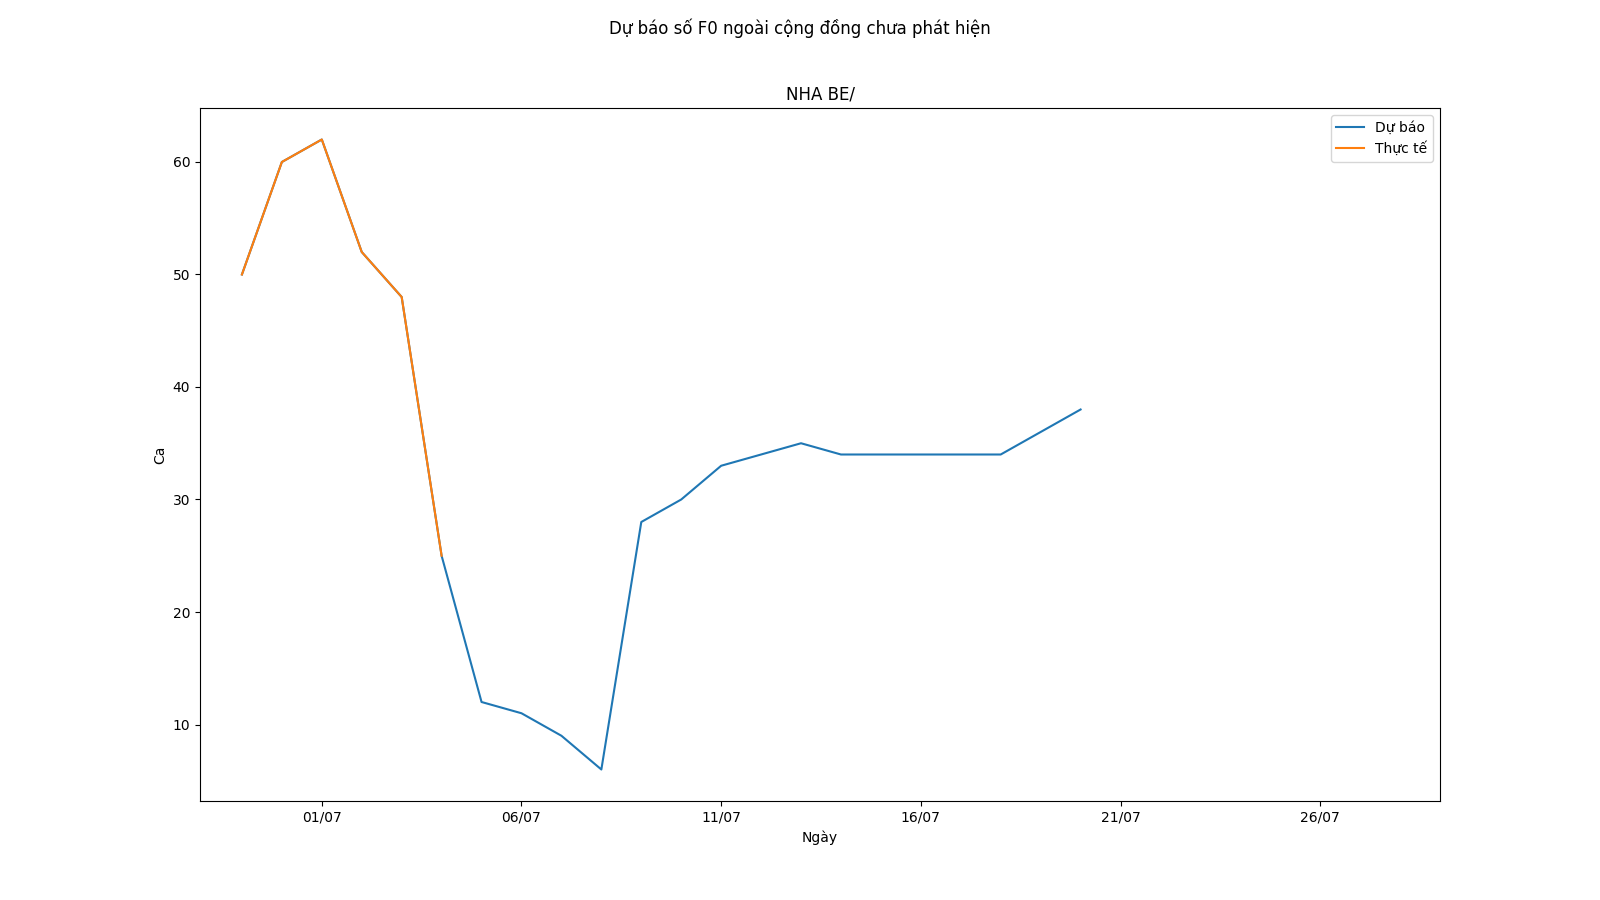 Dự báo số F0 ngoài cộng đồng chưa phát hiện
NHA BE/
Dự báo
Thực tế
60
50
40
30
20
10
Ca
01/07 06/07 11/07 16/07 21/07 26/07
Ngày